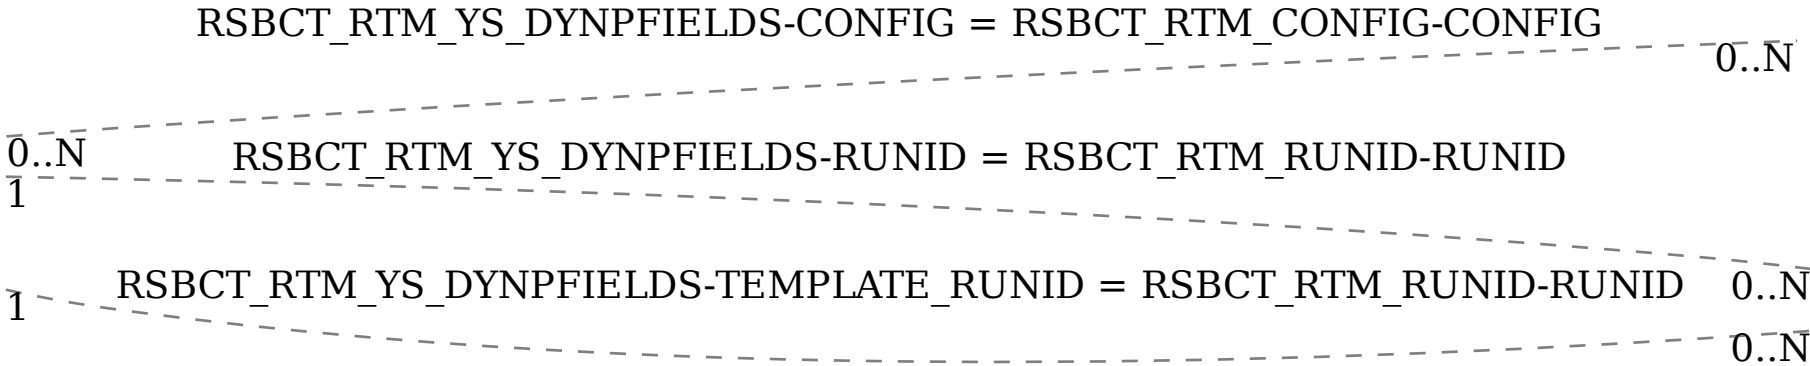 RSBCT_RTM_YS_DYNPFIELDS-CONFIG = RSBCT_RTM_CONFIG-CONFIG
0..N
0..N
RSBCT_RTM_YS_DYNPFIELDS-RUNID = RSBCT_RTM_RUNID-RUNID
1
RSBCT_RTM_YS_DYNPFIELDS-TEMPLATE_RUNID = RSBCT_RTM_RUNID-RUNID
0..N
1
0..N